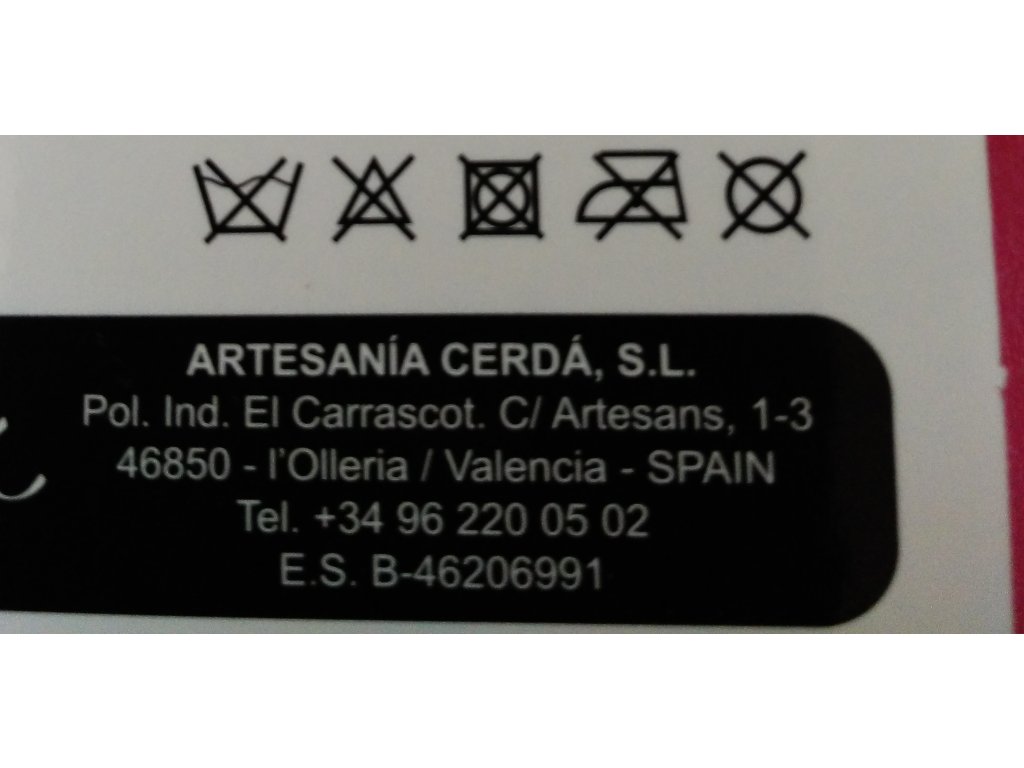 ARTESANÍA CERDÁ, S.L.
Pol. Ind. El Carrascot. C/ Artesans, 1-3
46850 - l'Olleria / Valencia - SPAIN
Tel. +34 96 220 05 02
E.S. B-46206991